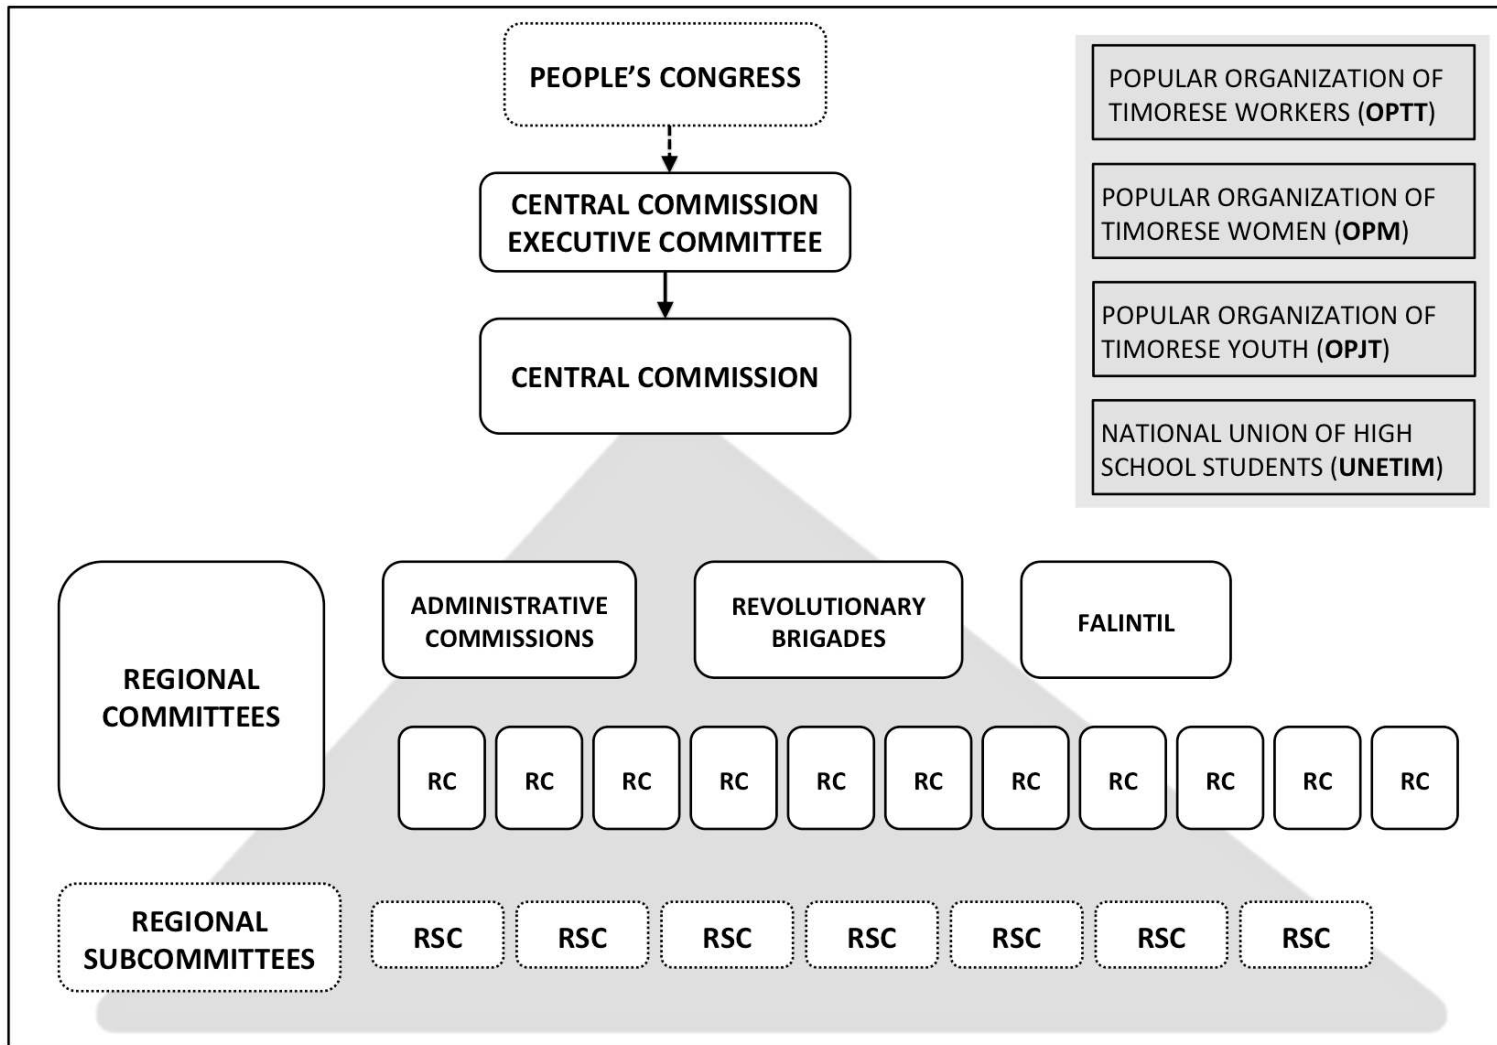 PEOPLE’S CONGRESS
CENTRAL COMMISSION
EXECUTIVE COMMITTEE
CENTRAL COMMISSION
POPULAR ORGANIZATION OF
TIMORESE WORKERS (OPTT)
POPULAR ORGANIZATION OF
TIMORESE WOMEN (OPM)
POPULAR ORGANIZATION OF
TIMORESE YOUTH (OPJT)
NATIONAL UNION OF HIGH
SCHOOL STUDENTS (UNETIM)
REGIONAL
COMMITTEES
ADMINISTRATIVE
COMMISSIONS
REVOLUTIONARY
BRIGADES
FALINTIL
RC RC RC RC RC RC RC RC RC RC RC
REGIONAL
SUBCOMMITTEES
RSC RSC RSC RSC RSC RSC RSC